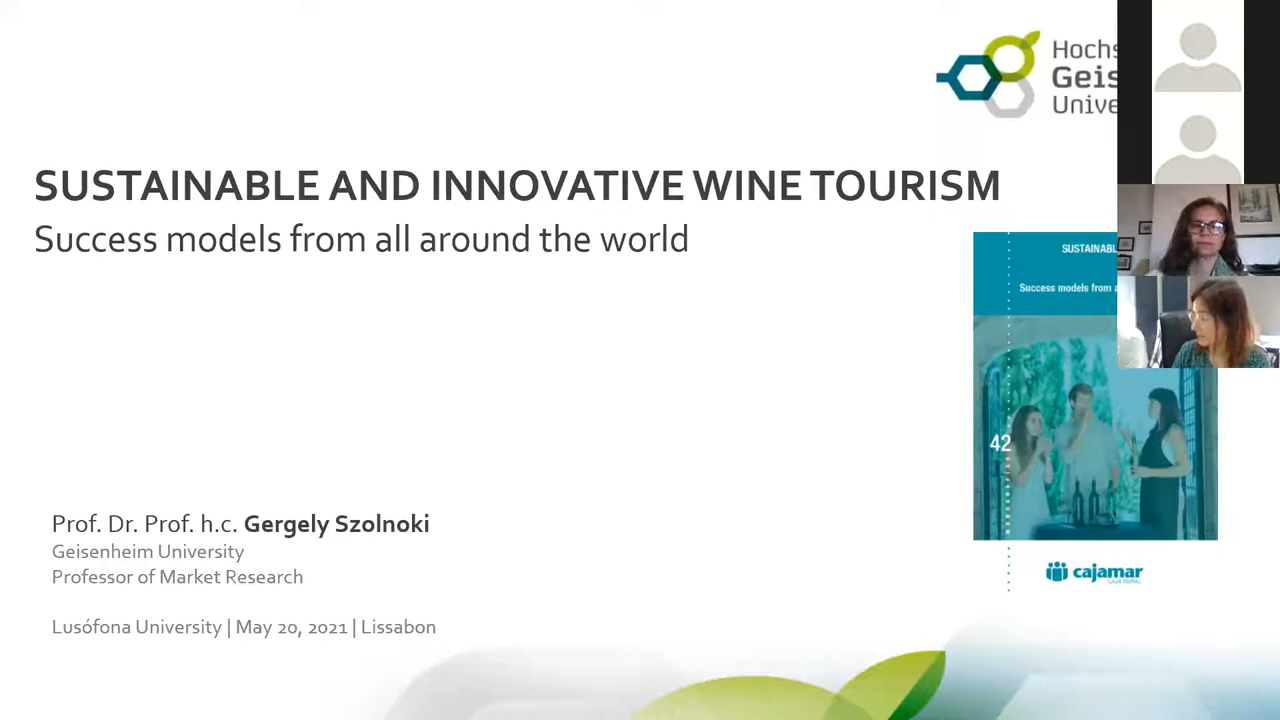 Hochs
Geis
Unive
SUSTAINABLE AND INNOVATIVE WINE TOURISM
Success models from all around the world
SUSTAINABL
Success models from a
42
Prof. Dr. Prof. h.c. Gergely Szolnoki
Geisenheim University
Professor of Market Research
cajamar
CAJA RURAL
Lusófona University | May 20, 2021 | Lissabon